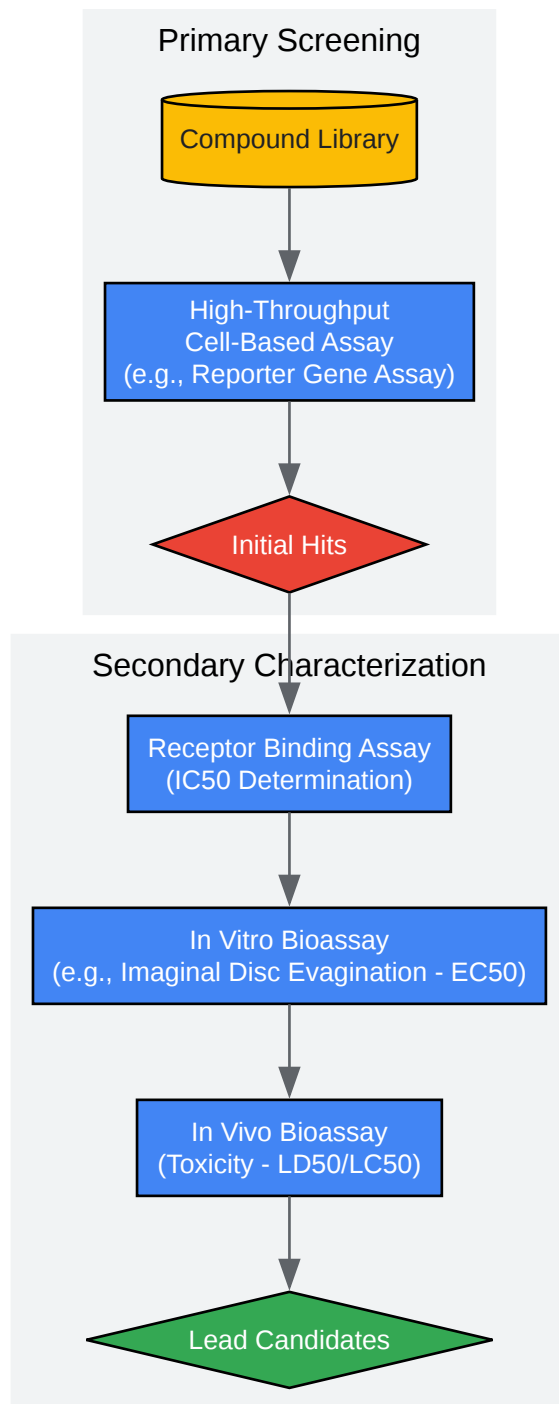 Primary Screening
Compound Library
High-Throughput
Cell-Based Assay
(e.g., Reporter Gene Assay)
Initial Hits
Secondary Characterization
Receptor Binding Assay
(IC50 Determination)
In Vitro Bioassay
(e.g., Imaginal Disc Evagination - EC50)
In Vivo Bioassay
(Toxicity - LD50/LC50)
Lead Candidates